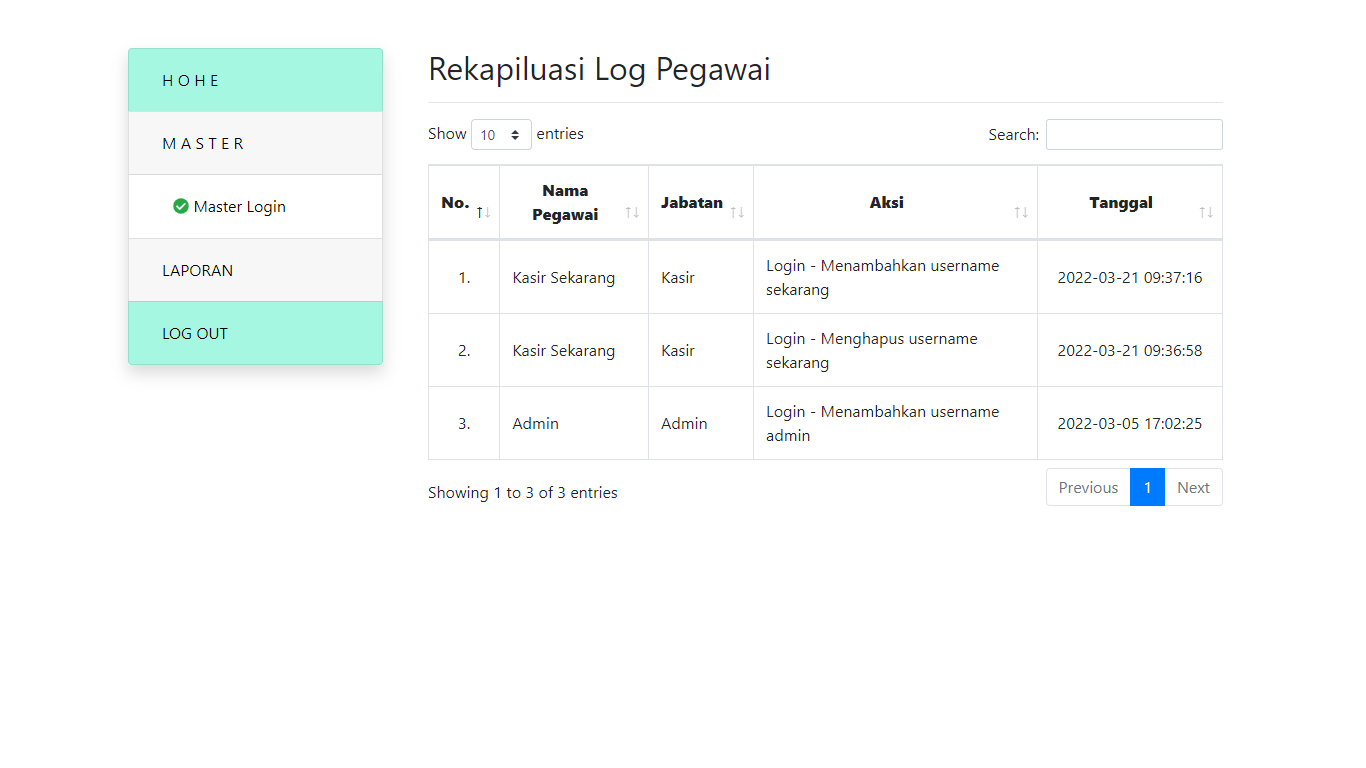 H O H E
M A S T E R
Master Login
LAPORAN
LOG OUT
Rekapiluasi Log Pegawai
Show 10 entries
Search:
No. Nama Pegawai Jabatan Aksi Tanggal
1. Kasir Sekarang Kasir Login - Menambahkan username sekarang 2022-03-21 09:37:16
2. Kasir Sekarang Kasir Login - Menghapus username sekarang 2022-03-21 09:36:58
3. Admin Admin Login - Menambahkan username admin 2022-03-05 17:02:25
Showing 1 to 3 of 3 entries
Previous 1 Next